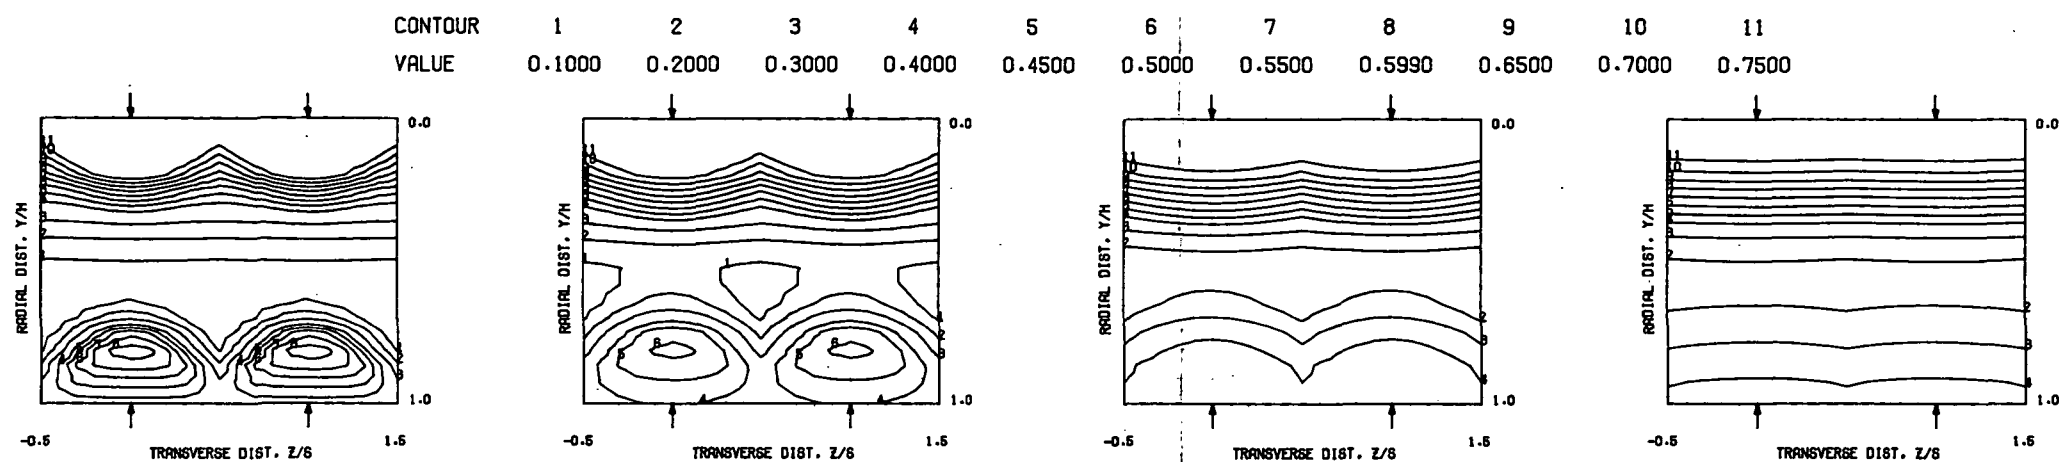 CONTOUR 1 2 3 4 5 6 7 8 9 10 11
VALUE 0.1000 0.2000 0.3000 0.4000 0.4500 0.5000 0.5500 0.5990 0.6500 0.7000 0.7500
0.0 0.0 0.0 0.0
RADIAL DIST. Y/H RADIAL DIST. Y/H RADIAL DIST. Y/H RADIAL DIST. Y/H
1.0 1.0 1.0 1.0
-0.5 1.5 -0.5 1.5 -0.5 1.5 -0.5 1.5
TRANSVERSE DIST. Z/S TRANSVERSE DIST. Z/S TRANSVERSE DIST. Z/S TRANSVERSE DIST. Z/S